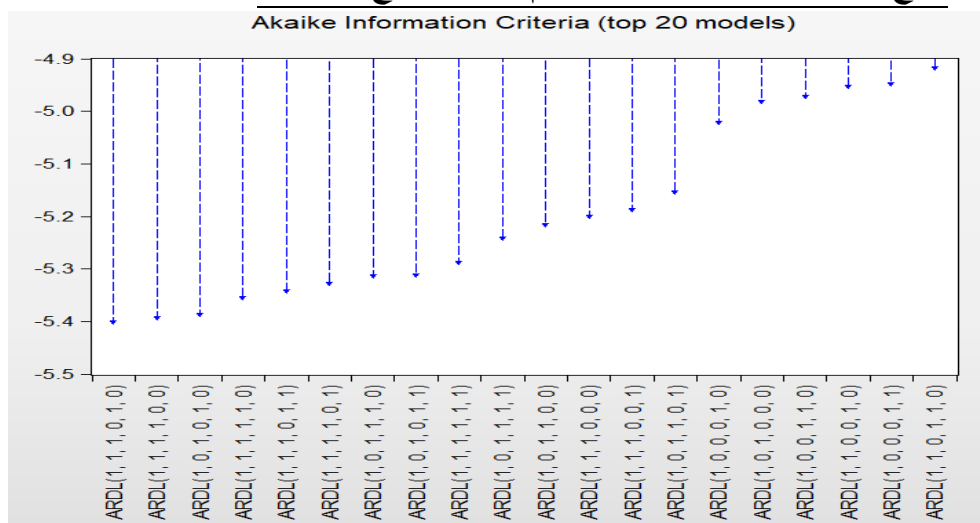 Akaike Information Criteria (top 20 models)
-4.9
-5.0
-5.1
-5.2
-5.3
-5.4
-5.5
ARDL(1, 1, 1, 0, 1, 0)
ARDL(1, 1, 1, 1, 0, 0)
ARDL(1, 0, 1, 0, 1, 0)
ARDL(1, 1, 1, 1, 1, 0)
ARDL(1, 1, 1, 0, 1, 1)
ARDL(1, 1, 1, 1, 0, 1)
ARDL(1, 0, 1, 0, 1, 1)
ARDL(1, 0, 1, 1, 1, 0)
ARDL(1, 1, 1, 1, 1, 1)
ARDL(1, 0, 1, 1, 1, 1)
ARDL(1, 0, 1, 1, 0, 0)
ARDL(1, 1, 1, 0, 0, 0)
ARDL(1, 0, 1, 1, 0, 1)
ARDL(1, 1, 1, 0, 0, 1)
ARDL(1, 0, 0, 0, 1, 0)
ARDL(1, 0, 1, 0, 0, 0)
ARDL(1, 0, 0, 1, 1, 0)
ARDL(1, 1, 0, 0, 1, 0)
ARDL(1, 0, 0, 0, 1, 1)
ARDL(1, 1, 0, 1, 1, 0)